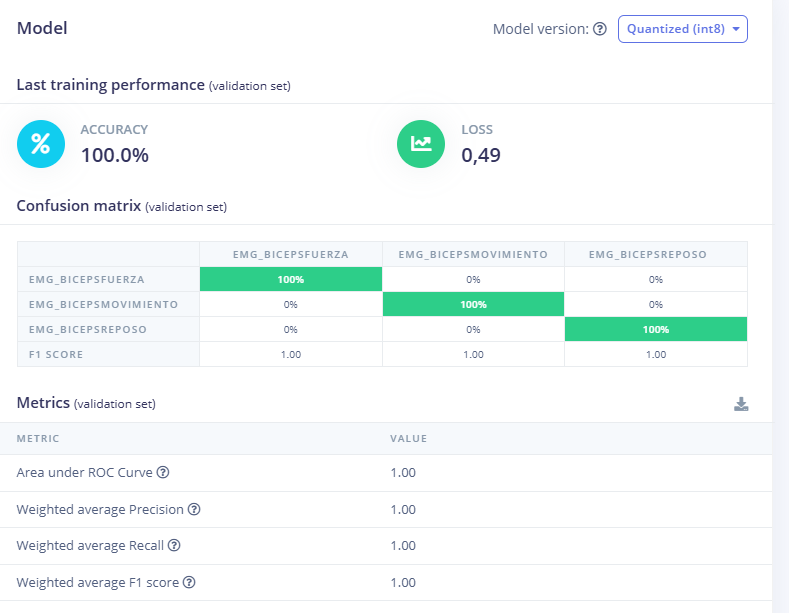 Model
Model version: Quantized (int8)
Last training performance (validation set)
% ACCURACY
100.0%
LOSS
0,49
Confusion matrix (validation set)
EMG_BICEPSFUERZA EMG_BICEPSMOVIMIENTO EMG_BICEPSREPOSO
EMG_BICEPSFUERZA 100% 0% 0%
EMG_BICEPSMOVIMIENTO 0% 100% 0%
EMG_BICEPSREPOSO 0% 0% 100%
F1 SCORE 1.00 1.00 1.00
Metrics (validation set)
METRIC VALUE
Area under ROC Curve 1.00
Weighted average Precision 1.00
Weighted average Recall 1.00
Weighted average F1 score 1.00